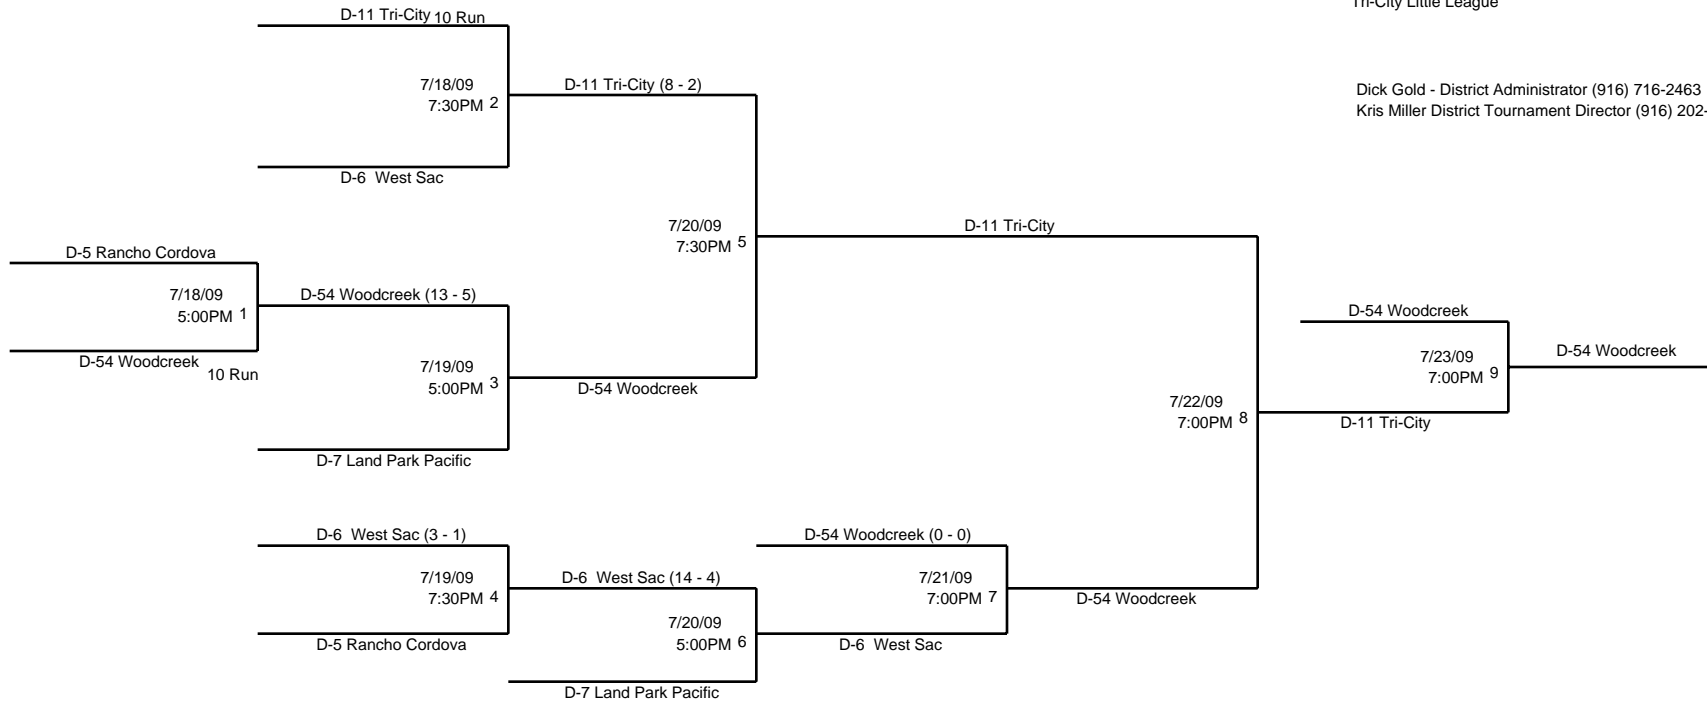 Tri-City Little League
D-11 Tri-City 10 Run
7/18/09
7:30PM 2
D-11 Tri-City (8 - 2)
Dick Gold - District Administrator (916) 716-2463
Kris Miller District Tournament Director (916) 202-
D-6  West Sac
7/20/09
7:30PM 5
D-11 Tri-City
D-5 Rancho Cordova
7/18/09
5:00PM 1
D-54 Woodcreek (13 - 5)
D-54 Woodcreek
10 Run
7/19/09
5:00PM 3
D-54 Woodcreek
D-7 Land Park Pacific
D-54 Woodcreek
7/23/09
7:00PM 9
D-54 Woodcreek
7/22/09
7:00PM 8
D-11 Tri-City
D-6  West Sac (3 - 1)
7/19/09
7:30PM 4
D-6  West Sac (14 - 4)
D-5 Rancho Cordova
7/20/09
5:00PM 6
D-7 Land Park Pacific
D-54 Woodcreek (0 - 0)
7/21/09
7:00PM 7
D-54 Woodcreek
D-6  West Sac